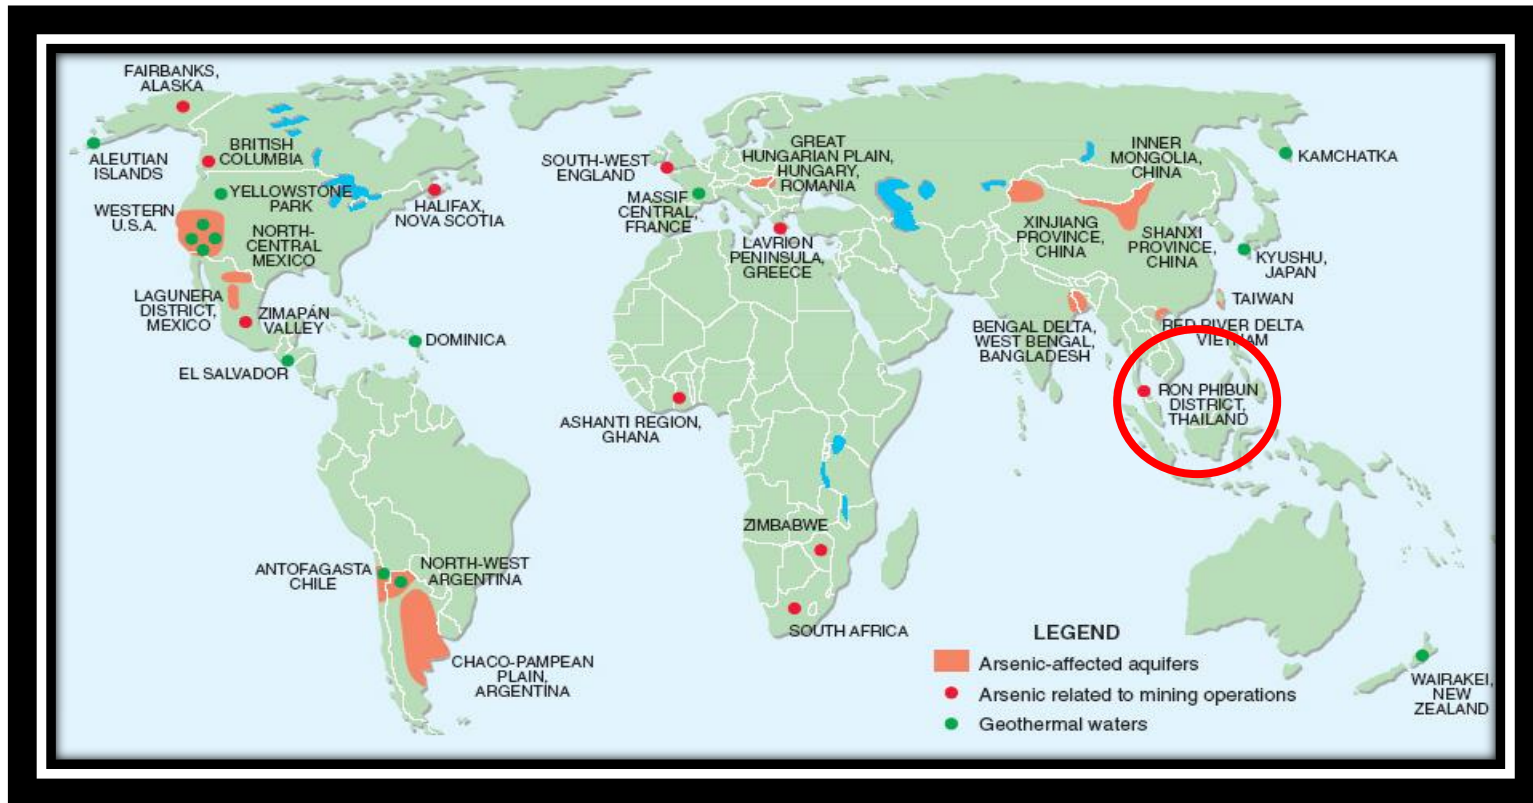 FAIRBANKS,
ALASKA
ALEUTIAN
ISLANDS
BRITISH
COLUMBIA
YELLOWSTONE
PARK
WESTERN
U.S.A.
NORTH-
CENTRAL
MEXICO
HALIFAX,
NOVA SCOTIA
LAGUNERA
DISTRICT,
MEXICO
ZIMAPÁN
VALLEY
EL SALVADOR
DOMINICA
SOUTH-WEST
ENGLAND
MASSIF
CENTRAL,
FRANCE
GREAT
HUNGARIAN PLAIN,
HUNGARY,
ROMANIA
LAVRION
PENINSULA,
GREECE
INNER
MONGOLIA,
CHINA
KAMCHATKA
XINJIANG
PROVINCE,
CHINA
SHANXI
PROVINCE,
CHINA
KYUSHU,
JAPAN
TAIWAN
BENGAL DELTA,
WEST BENGAL,
BANGLADESH
RED RIVER DELTA
VIETNAM
RON PHIBUN
DISTRICT,
THAILAND
ASHANTI REGION,
GHANA
ZIMBABWE
SOUTH AFRICA
ANTOFAGASTA
CHILE
NORTH-WEST
ARGENTINA
CHACO-PAMPEAN
PLAIN,
ARGENTINA
WAIRAKEI,
NEW
ZEALAND
LEGEND
Arsenic-affected aquifers
Arsenic related to mining operations
Geothermal waters